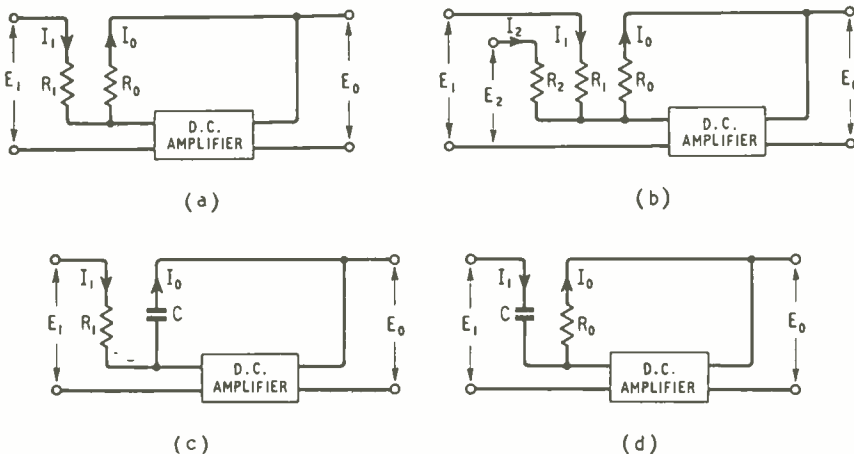 I₁ I₀
E₁ R₁ R₀ E₀
D.C.
AMPLIFIER
(a)
I₂ I₁ I₀
E₁ E₂ R₂ R₁ R₀
D.C.
AMPLIFIER
(b)
I₁ I₀
E₁ R₁ C E₀
D.C.
AMPLIFIER
(c)
I₁ I₀
E₁ C R₀ E₀
D.C.
AMPLIFIER
(d)